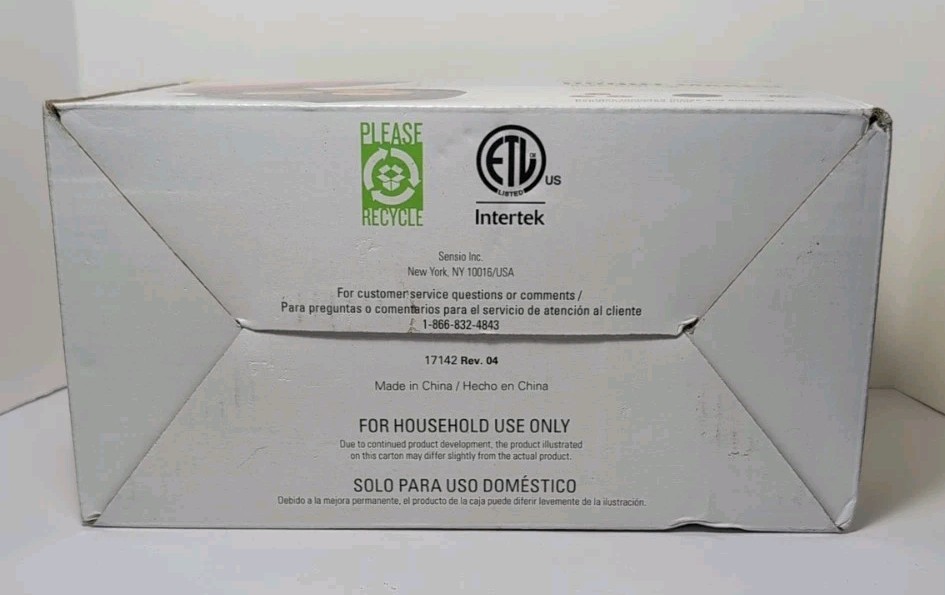 PLEASE
RECYCLE
ETL
CM
US
LISTED
Intertek
Sensio Inc.
New York, NY 10016/USA
For customer service questions or comments /
Para preguntas o comentarios para el servicio de atención al cliente
1-866-832-4843
17142 Rev. 04
Made in China / Hecho en China
FOR HOUSEHOLD USE ONLY
Due to continued product development, the product illustrated
on this carton may differ slightly from the actual product.
SOLO PARA USO DOMÉSTICO
Debido a la mejora permanente, el producto de la caja puede diferir levemente de la ilustración.